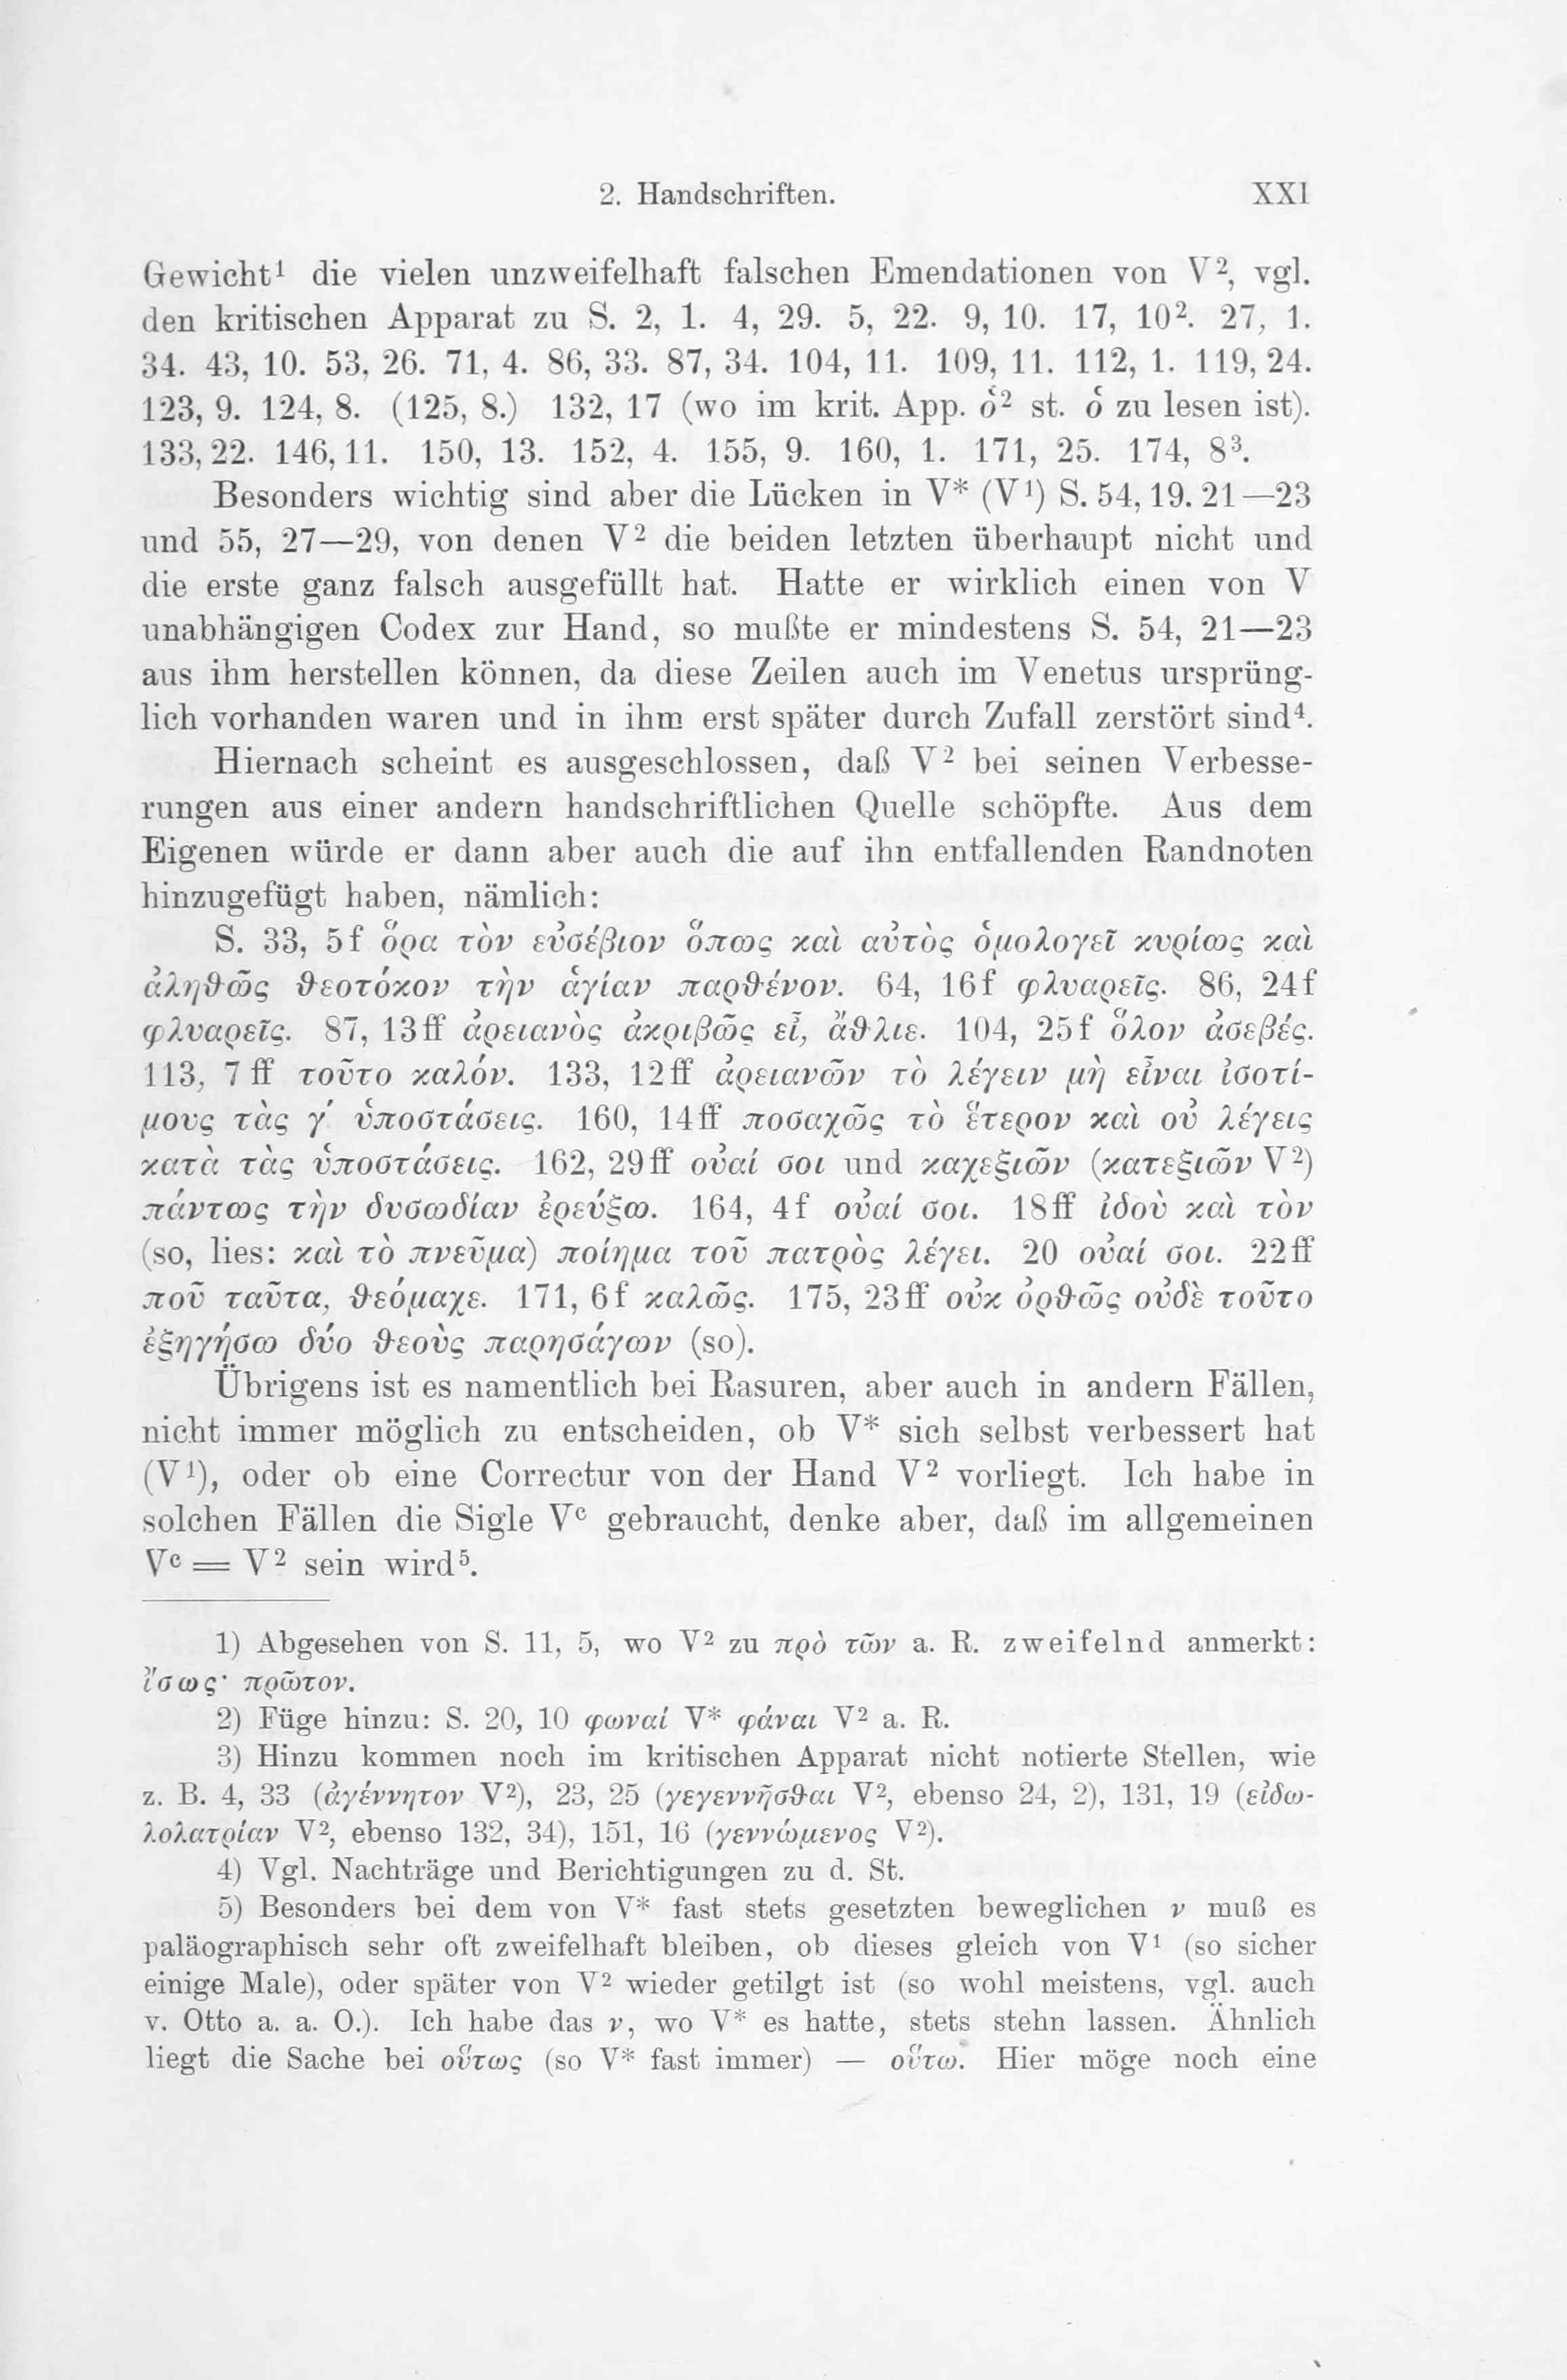 2. Handschriften. XXI
Gewicht¹ die vielen unzweifelhaft falschen Emendationen von V², vgl.
den kritischen Apparat zu S. 2, 1. 4, 29. 5, 22. 9, 10. 17, 10². 27, 1.
34. 43, 10. 53, 26. 71, 4. 86, 33. 87, 34. 104, 11. 109, 11. 112, 1. 119, 24.
123, 9. 124, 8. (125, 8.) 132, 17 (wo im krit. App. ὁ² st. ὁ zu lesen ist).
133, 22. 146, 11. 150, 13. 152, 4. 155, 9. 160, 1. 171, 25. 174, 8³.
Besonders wichtig sind aber die Lücken in V* (V¹) S. 54, 19. 21—23
und 55, 27—29, von denen V² die beiden letzten überhaupt nicht und
die erste ganz falsch ausgefüllt hat. Hatte er wirklich einen von V
unabhängigen Codex zur Hand, so mußte er mindestens S. 54, 21—23
aus ihm herstellen können, da diese Zeilen auch im Venetus ursprüng-
lich vorhanden waren und in ihm erst später durch Zufall zerstört sind⁴.
Hiernach scheint es ausgeschlossen, daß V² bei seinen Verbesse-
rungen aus einer andern handschriftlichen Quelle schöpfte. Aus dem
Eigenen würde er dann aber auch die auf ihn entfallenden Randnoten
hinzugefügt haben, nämlich:
S. 33, 5f ὅρα τὸν εὐσέβιον ὅπως καὶ αὐτὸς ὁμολογεῖ κυρίως καὶ
ἀληθῶς θεοτόκον τὴν ἁγίαν παρθένον. 64, 16f φλυαρεῖς. 86, 24f
φλυαρεῖς. 87, 13ff ἀρειανὸς ἀκριβῶς εἶ, ἄθλιε. 104, 25f ὅλον ἀσεβές.
113, 7ff τοῦτο καλόν. 133, 12ff ἀρειανῶν τὸ λέγειν μὴ εἶναι ἰσοτί-
μους τὰς γ´ ὑποστάσεις. 160, 14ff ποσαχῶς τὸ ἕτερον καὶ οὐ λέγεις
κατὰ τὰς ὑποστάσεις. 162, 29ff οὐαί σοι und καχεξιῶν (κατεξιῶν V²)
πάντως τὴν δυσωδίαν ἐρεύξω. 164, 4f οὐαί σοι. 18ff ἰδοὺ καὶ τὸν
(so, lies: καὶ τὸ πνεῦμα) ποίημα τοῦ πατρὸς λέγει. 20 οὐαί σοι. 22ff
ποῦ ταῦτα, θεόμαχε. 171, 6f καλῶς. 175, 23ff οὐκ ὀρθῶς οὐδὲ τοῦτο
ἐξηγήσω δύο θεοὺς παρησάγων (so).
Übrigens ist es namentlich bei Rasuren, aber auch in andern Fällen,
nicht immer möglich zu entscheiden, ob V* sich selbst verbessert hat
(V¹), oder ob eine Correctur von der Hand V² vorliegt. Ich habe in
solchen Fällen die Sigle Vᶜ gebraucht, denke aber, daß im allgemeinen
Vᶜ = V² sein wird⁵.
1) Abgesehen von S. 11, 5, wo V² zu πρὸ τῶν a. R. zweifelnd anmerkt:
ἴσως· πρῶτον.
2) Füge hinzu: S. 20, 10 φωναί V* φάναι V² a. R.
3) Hinzu kommen noch im kritischen Apparat nicht notierte Stellen, wie
z. B. 4, 33 (ἀγέννητον V²), 23, 25 (γεγεννῆσθαι V², ebenso 24, 2), 131, 19 (εἰδω-
λολατρίαν V², ebenso 132, 34), 151, 16 (γεννώμενος V²).
4) Vgl. Nachträge und Berichtigungen zu d. St.
5) Besonders bei dem von V* fast stets gesetzten beweglichen ν muß es
paläographisch sehr oft zweifelhaft bleiben, ob dieses gleich von V¹ (so sicher
einige Male), oder später von V² wieder getilgt ist (so wohl meistens, vgl. auch
v. Otto a. a. O.). Ich habe das ν, wo V* es hatte, stets stehn lassen. Ähnlich
liegt die Sache bei οὕτως (so V* fast immer) — οὕτω. Hier möge noch eine